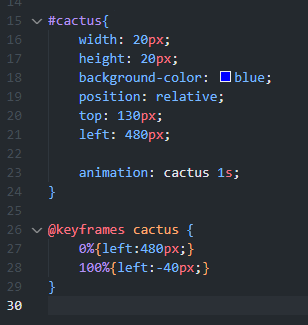 14
15 #cactus{
16 width: 20px;
17 height: 20px;
18 background-color: blue;
19 position: relative;
20 top: 130px;
21 left: 480px;
22
23 animation: cactus 1s;
24 }
25
26 @keyframes cactus {
27 0%{left:480px;}
28 100%{left:-40px;}
29 }
30